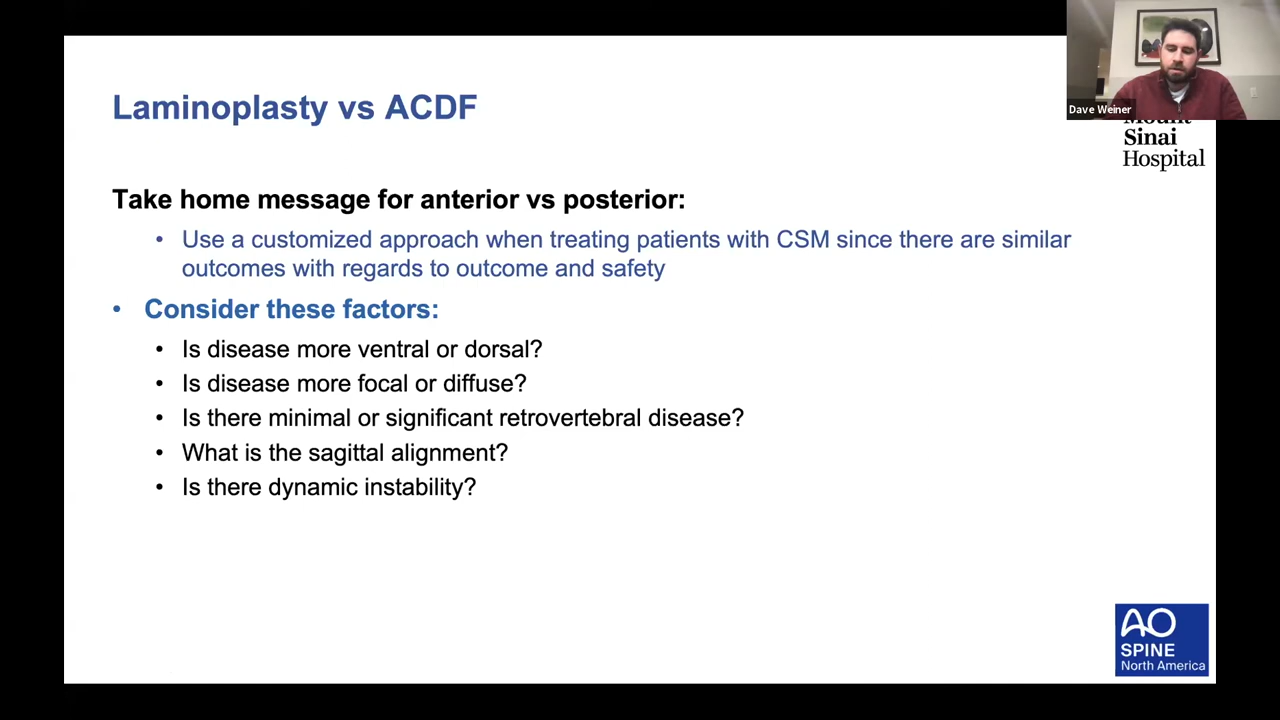 Dave Weiner
Laminoplasty vs ACDF
Mount
Sinai
Hospital
Take home message for anterior vs posterior:
• Use a customized approach when treating patients with CSM since there are similar
outcomes with regards to outcome and safety
• Consider these factors:
• Is disease more ventral or dorsal?
• Is disease more focal or diffuse?
• Is there minimal or significant retrovertebral disease?
• What is the sagittal alignment?
• Is there dynamic instability?
AO
SPINE
North America